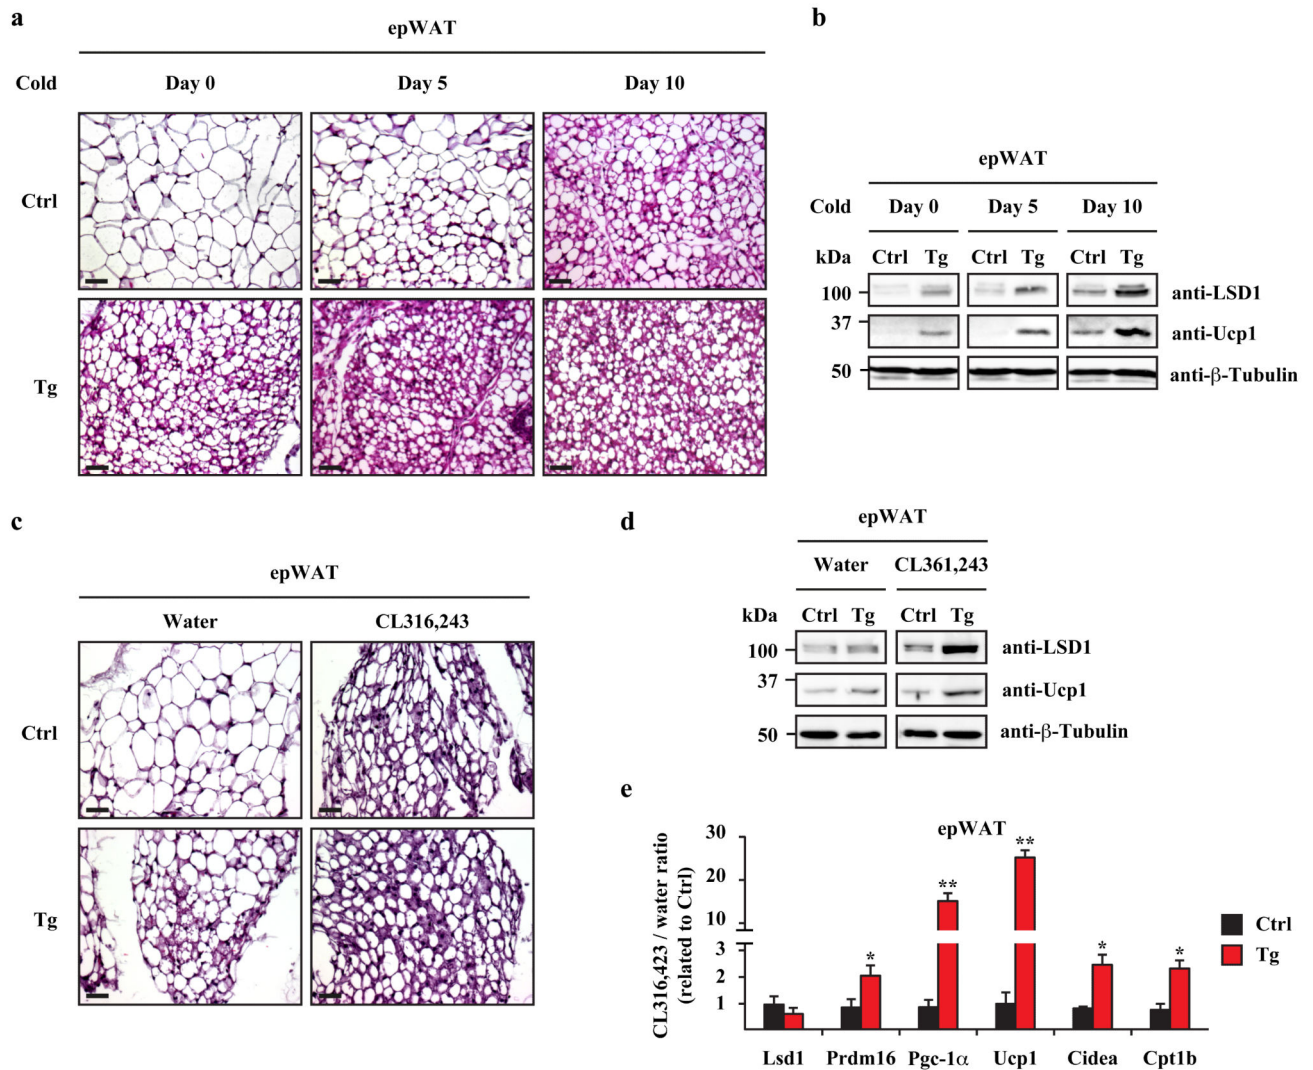 a
epWAT
Cold Day 0 Day 5 Day 10
Ctrl
Tg
b
epWAT
Cold Day 0 Day 5 Day 10
kDa Ctrl Tg Ctrl Tg Ctrl Tg
100 anti-LSD1
37
anti-Ucp1
50 anti-β-Tubulin
c
epWAT
Water CL316,243
Ctrl
Tg
d
epWAT
Water CL361,243
kDa Ctrl Tg Ctrl Tg
100 anti-LSD1
37
anti-Ucp1
50 anti-β-Tubulin
e
epWAT
CL316,423 / water ratio
(related to Ctrl)
30
20
10
3
2
1
* ** ** * *
Ctrl
Tg
Lsd1 Prdm16 Pgc-1α Ucp1 Cidea Cpt1b